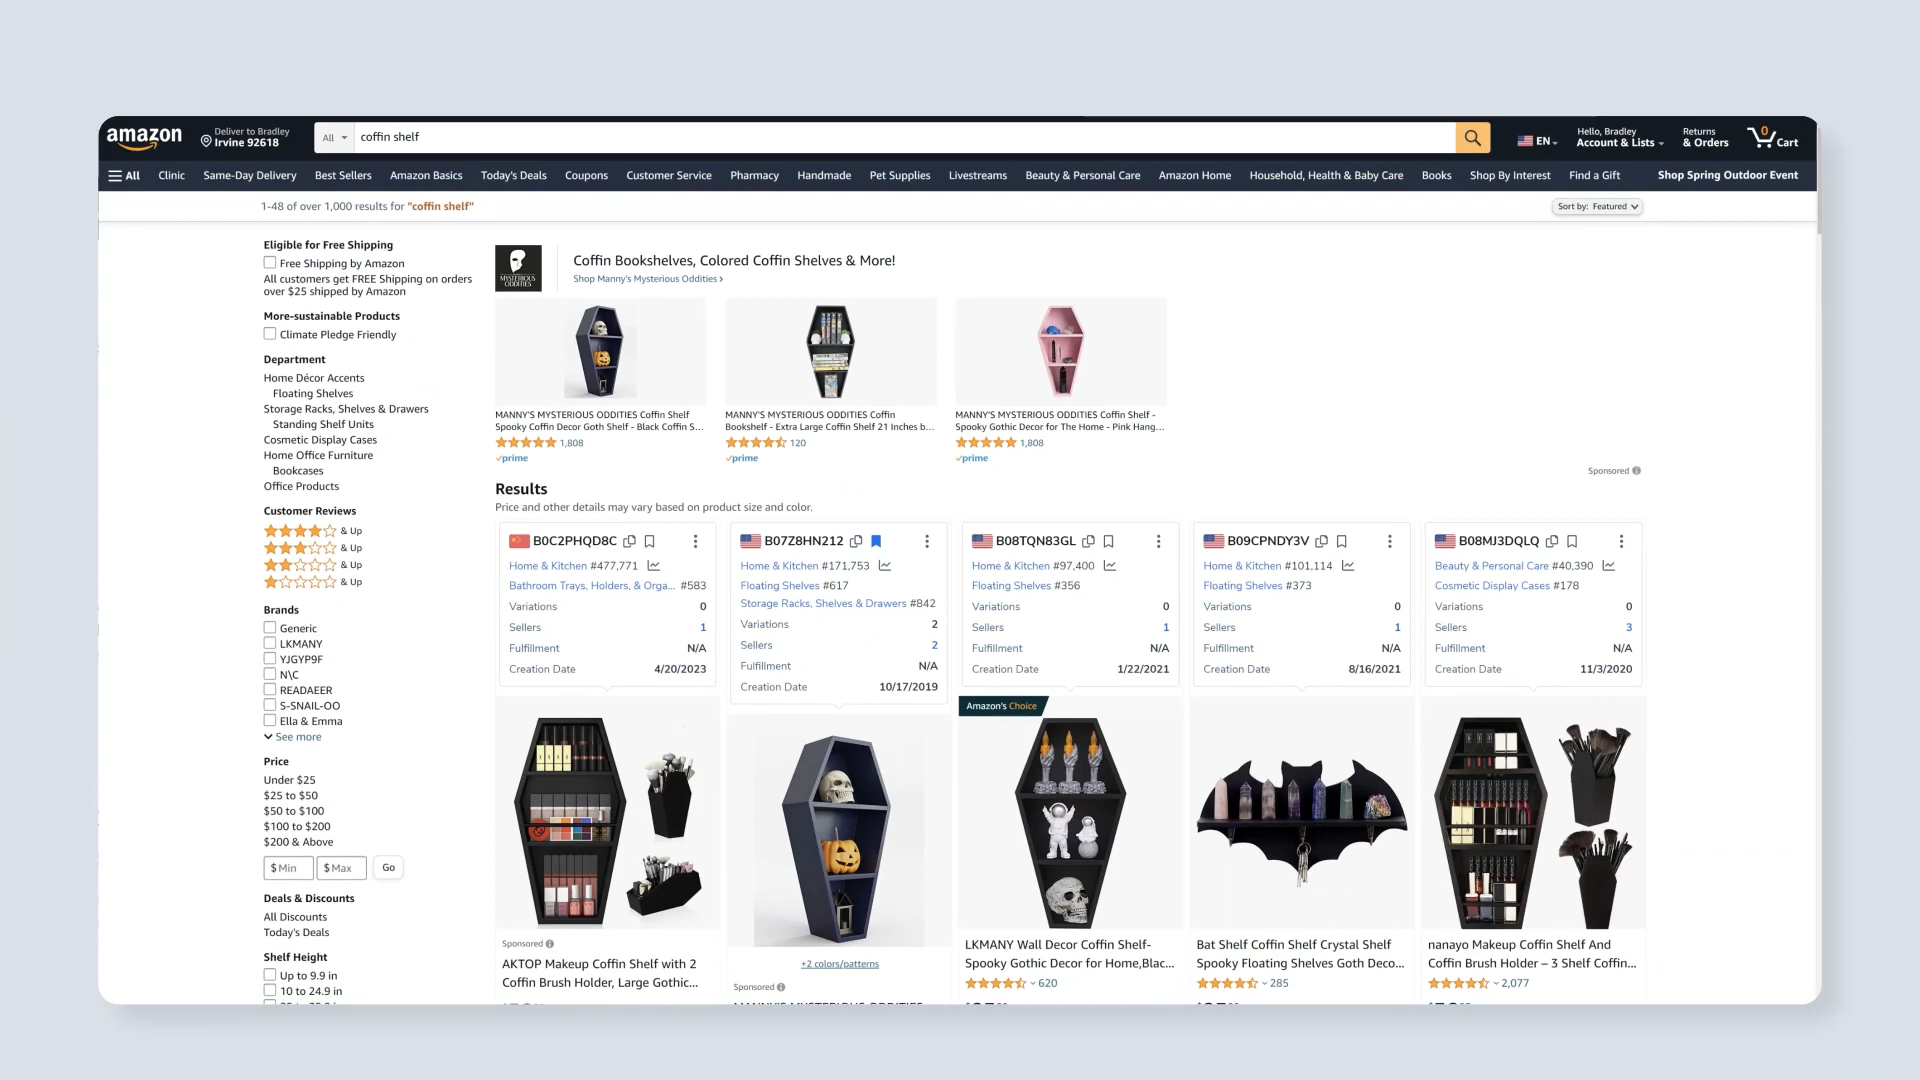 amazon
Deliver to Bradley
Irvine 92618
All
coffin shelf
EN
Hello, Bradley
Account & Lists
Returns
& Orders
0
Cart
All
Clinic
Same-Day Delivery
Best Sellers
Amazon Basics
Today's Deals
Coupons
Customer Service
Pharmacy
Handmade
Pet Supplies
Livestreams
Beauty & Personal Care
Amazon Home
Household, Health & Baby Care
Books
Shop By Interest
Find a Gift
Shop Spring Outdoor Event
1-48 of over 1,000 results for "coffin shelf"
Sort by: Featured
Eligible for Free Shipping
Free Shipping by Amazon
All customers get FREE Shipping on orders
over $25 shipped by Amazon
More-sustainable Products
Climate Pledge Friendly
Department
Home Décor Accents
Floating Shelves
Storage Racks, Shelves & Drawers
Standing Shelf Units
Cosmetic Display Cases
Home Office Furniture
Bookcases
Office Products
Customer Reviews
& Up
& Up
& Up
& Up
Brands
Generic
LKMANY
YJGYP9F
N\C
READAEER
S-SNAIL-OO
Ella & Emma
See more
Price
Under $25
$25 to $50
$50 to $100
$100 to $200
$200 & Above
$ Min
$ Max
Go
Deals & Discounts
All Discounts
Today's Deals
Shelf Height
Up to 9.9 in
10 to 24.9 in
MYSTERIOUS
ODDITIES
Coffin Bookshelves, Colored Coffin Shelves & More!
Shop Manny's Mysterious Oddities ›
MANNY'S MYSTERIOUS ODDITIES Coffin Shelf
Spooky Coffin Decor Goth Shelf - Black Coffin S...
1,808
prime
MANNY'S MYSTERIOUS ODDITIES Coffin
Bookshelf - Extra Large Coffin Shelf 21 Inches b...
120
prime
MANNY'S MYSTERIOUS ODDITIES Coffin Shelf -
Spooky Gothic Decor for The Home - Pink Hang...
1,808
prime
Sponsored
Results
Price and other details may vary based on product size and color.
B0C2PHQD8C
Home & Kitchen #477,771
Bathroom Trays, Holders, & Orga... #583
Variations 0
Sellers 1
Fulfillment N/A
Creation Date 4/20/2023
Sponsored
AKTOP Makeup Coffin Shelf with 2
Coffin Brush Holder, Large Gothic...
B07Z8HN212
Home & Kitchen #171,753
Floating Shelves #617
Storage Racks, Shelves & Drawers #842
Variations 2
Sellers 2
Fulfillment N/A
Creation Date 10/17/2019
+2 colors/patterns
Sponsored
MANNY'S MYSTERIOUS ODDITIES
B08TQN83GL
Home & Kitchen #97,400
Floating Shelves #356
Variations 0
Sellers 1
Fulfillment N/A
Creation Date 1/22/2021
Amazon's Choice
LKMANY Wall Decor Coffin Shelf-
Spooky Gothic Decor for Home,Blac...
620
B09CPNDY3V
Home & Kitchen #101,114
Floating Shelves #373
Variations 0
Sellers 1
Fulfillment N/A
Creation Date 8/16/2021
Bat Shelf Coffin Shelf Crystal Shelf
Spooky Floating Shelves Goth Deco...
285
B08MJ3DQLQ
Beauty & Personal Care #40,390
Cosmetic Display Cases #178
Variations 0
Sellers 3
Fulfillment N/A
Creation Date 11/3/2020
nanayo Makeup Coffin Shelf And
Coffin Brush Holder – 3 Shelf Coffin...
2,077